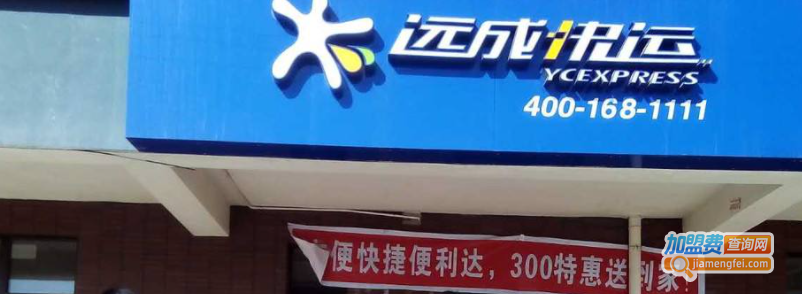 远成快运
YCEXPRESS
400-168-1111
便快捷便利达，300特惠送到家
加盟费查询网
jiamengfei.com